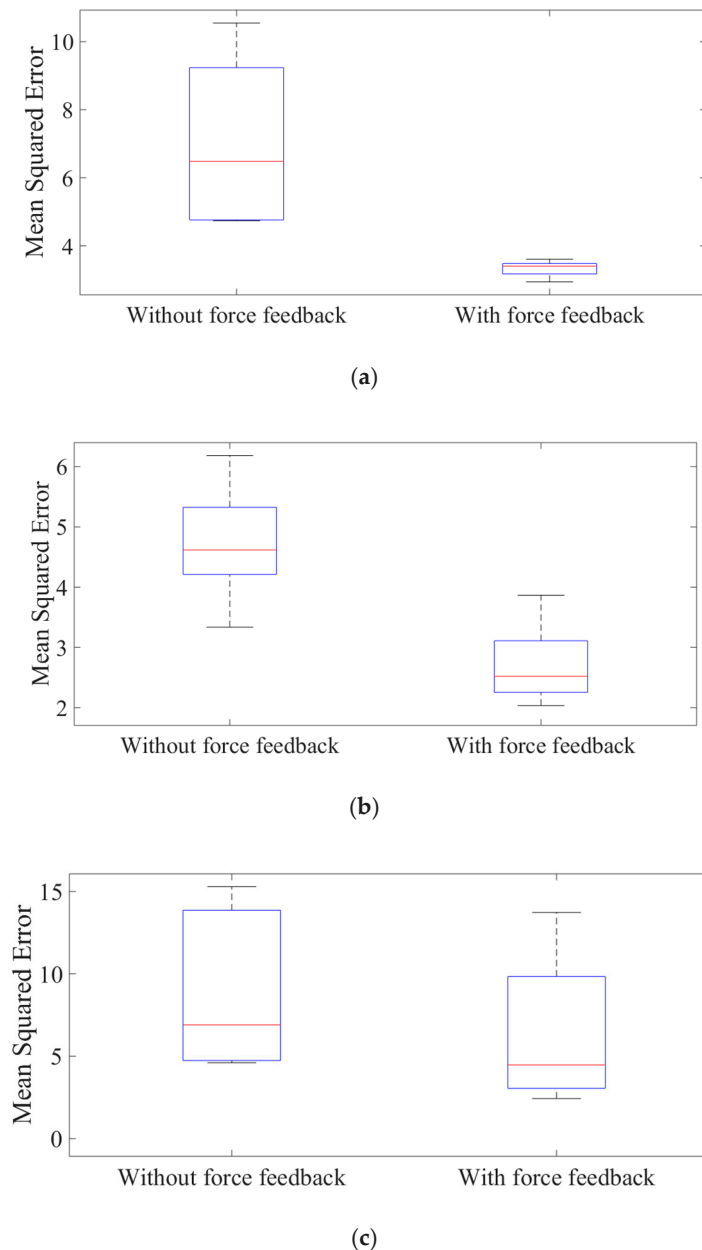 Mean Squared Error
10
8
6
4
Without force feedback
With force feedback
(a)
Mean Squared Error
6
5
4
3
2
Without force feedback
With force feedback
(b)
Mean Squared Error
15
10
5
0
Without force feedback
With force feedback
(c)